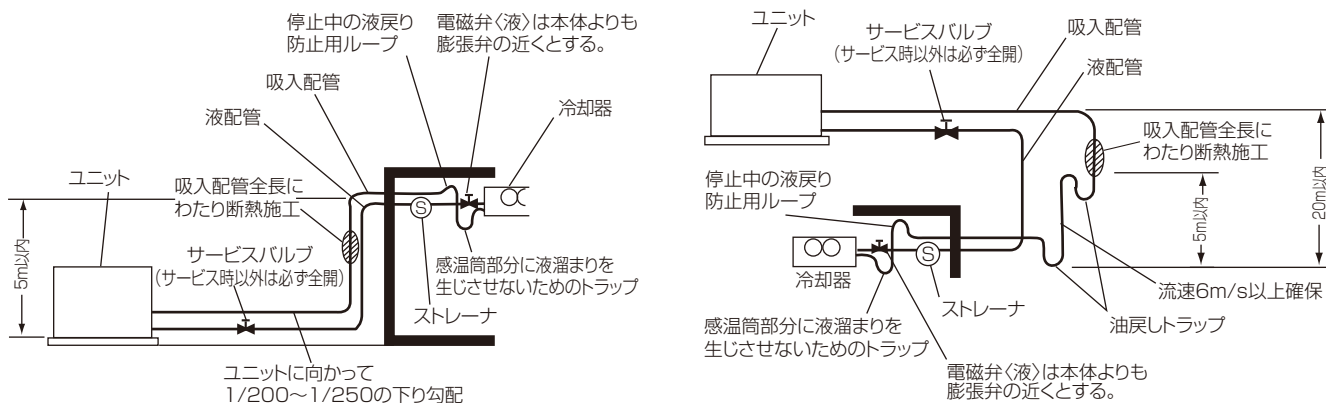 停止中の液戻り
防止用ループ
電磁弁〈液〉は本体よりも
膨張弁の近くとする。
吸入配管
液配管
冷却器
ユニット
吸入配管全長に
わたり断熱施工
5m以内
サービスバルブ
(サービス時以外は必ず全開)
S
感温筒部分に液溜まりを
生じさせないためのトラップ
ストレーナ
ユニットに向かって
1/200〜1/250の下り勾配
ユニット
サービスバルブ
(サービス時以外は必ず全開)
吸入配管
液配管
吸入配管全長に
わたり断熱施工
停止中の液戻り
防止用ループ
5m以内
20m以内
S
冷却器
ストレーナ
流速6m/s以上確保
油戻しトラップ
感温筒部分に液溜まりを
生じさせないためのトラップ
電磁弁〈液〉は本体よりも
膨張弁の近くとする。